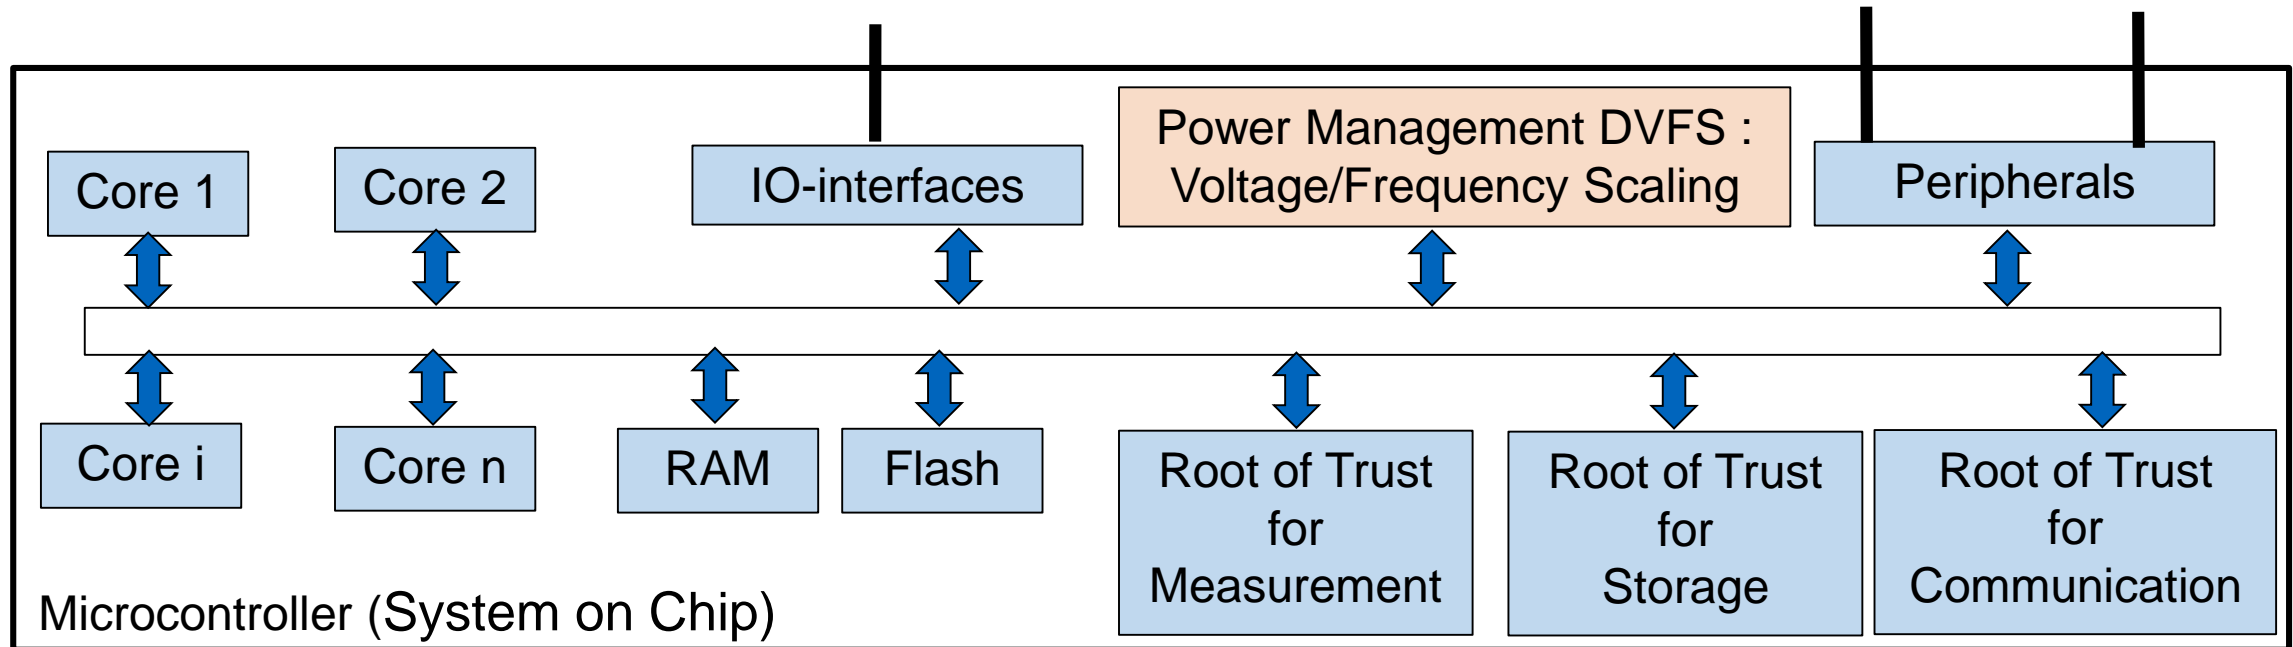 Core 1
Core 2
IO-interfaces
Power Management DVFS :
Voltage/Frequency Scaling
Peripherals
Core i
Core n
RAM
Flash
Root of Trust
for
Measurement
Root of Trust
for
Storage
Root of Trust
for
Communication
Microcontroller (System on Chip)